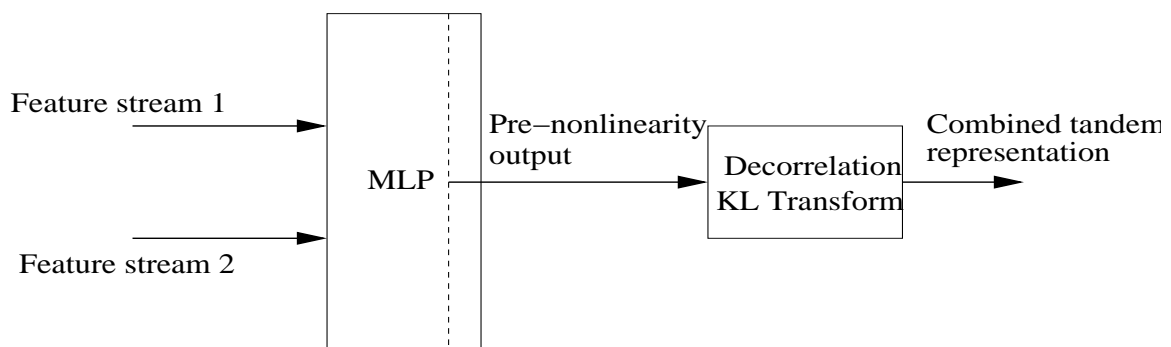 Feature stream 1
Feature stream 2
MLP
Pre−nonlinearity
output
Decorrelation
KL Transform
Combined tandem
representation